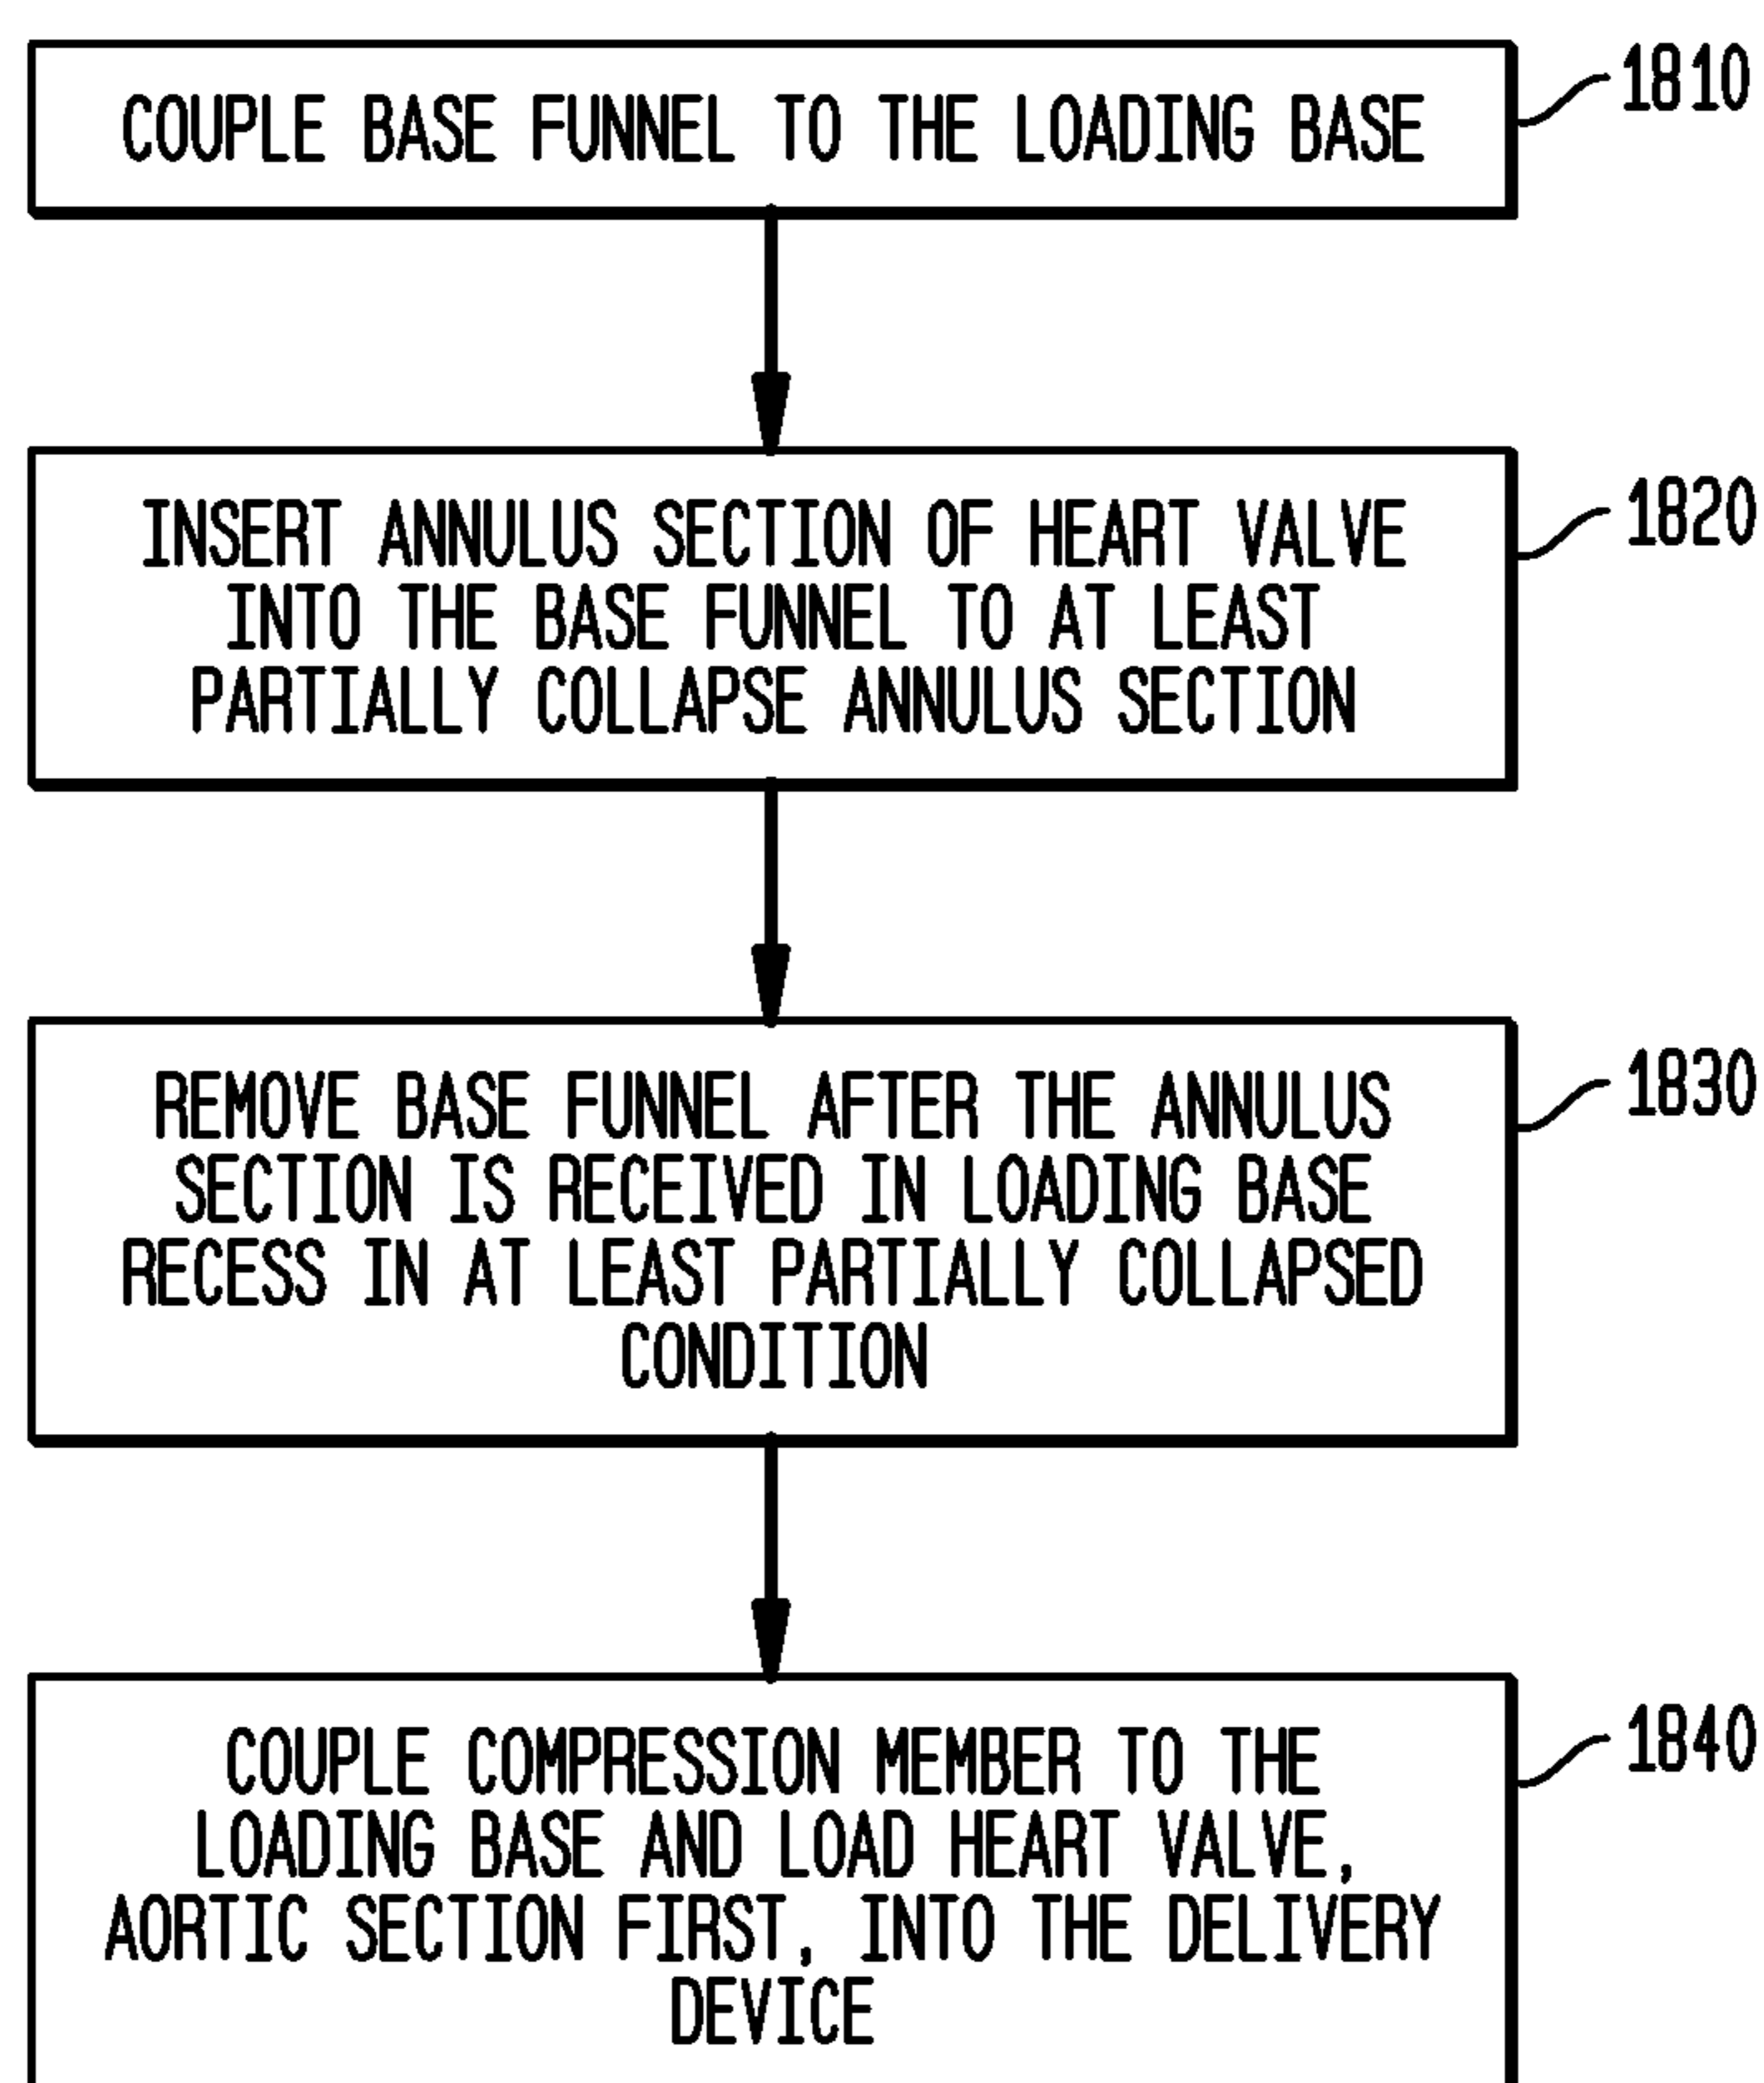 COUPLE BASE FUNNEL TO THE LOADING BASE
1810
INSERT ANNULUS SECTION OF HEART VALVE
INTO THE BASE FUNNEL TO AT LEAST
PARTIALLY COLLAPSE ANNULUS SECTION
1820
REMOVE BASE FUNNEL AFTER THE ANNULUS
SECTION IS RECEIVED IN LOADING BASE
RECESS IN AT LEAST PARTIALLY COLLAPSED
CONDITION
1830
COUPLE COMPRESSION MEMBER TO THE
LOADING BASE AND LOAD HEART VALVE,
AORTIC SECTION FIRST, INTO THE DELIVERY
DEVICE
1840